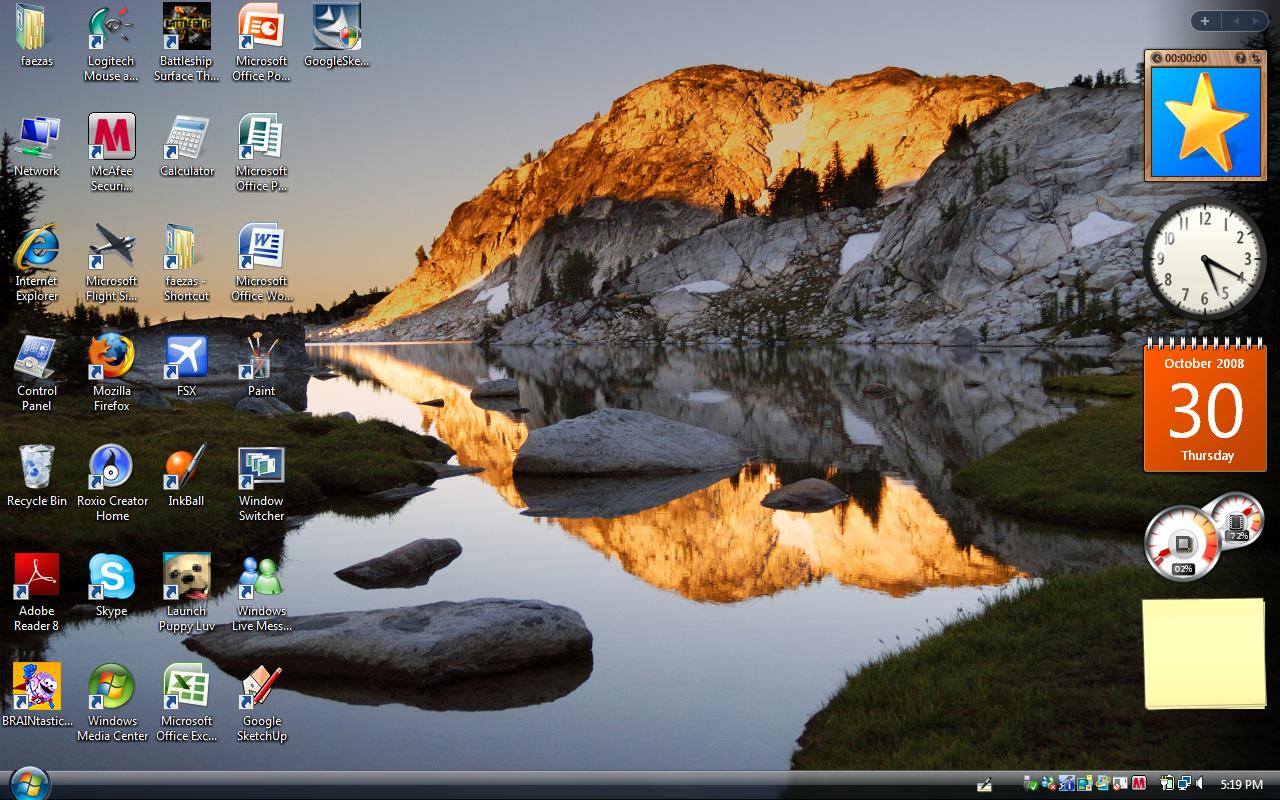 faezas
Logitech
Mouse a...
Battleship
Surface Th...
Microsoft
Office Po...
GoogleSke...
00:00:00
Network
McAfee
Securi...
Calculator
Microsoft
Office P...
12
1
2
3
4
5
6
7
8
9
10
11
Internet
Explorer
Microsoft
Flight Si...
faezas -
Shortcut
Microsoft
Office Wo...
Control
Panel
Mozilla
Firefox
FSX
Paint
October 2008
30
Thursday
Recycle Bin
Roxio Creator
Home
InkBall
Window
Switcher
72%
02%
Adobe
Reader 8
Skype
Launch
Puppy Luv
Windows
Live Mess...
BRAINtastic...
Windows
Media Center
Microsoft
Office Exc...
Google
SketchUp
5:19 PM